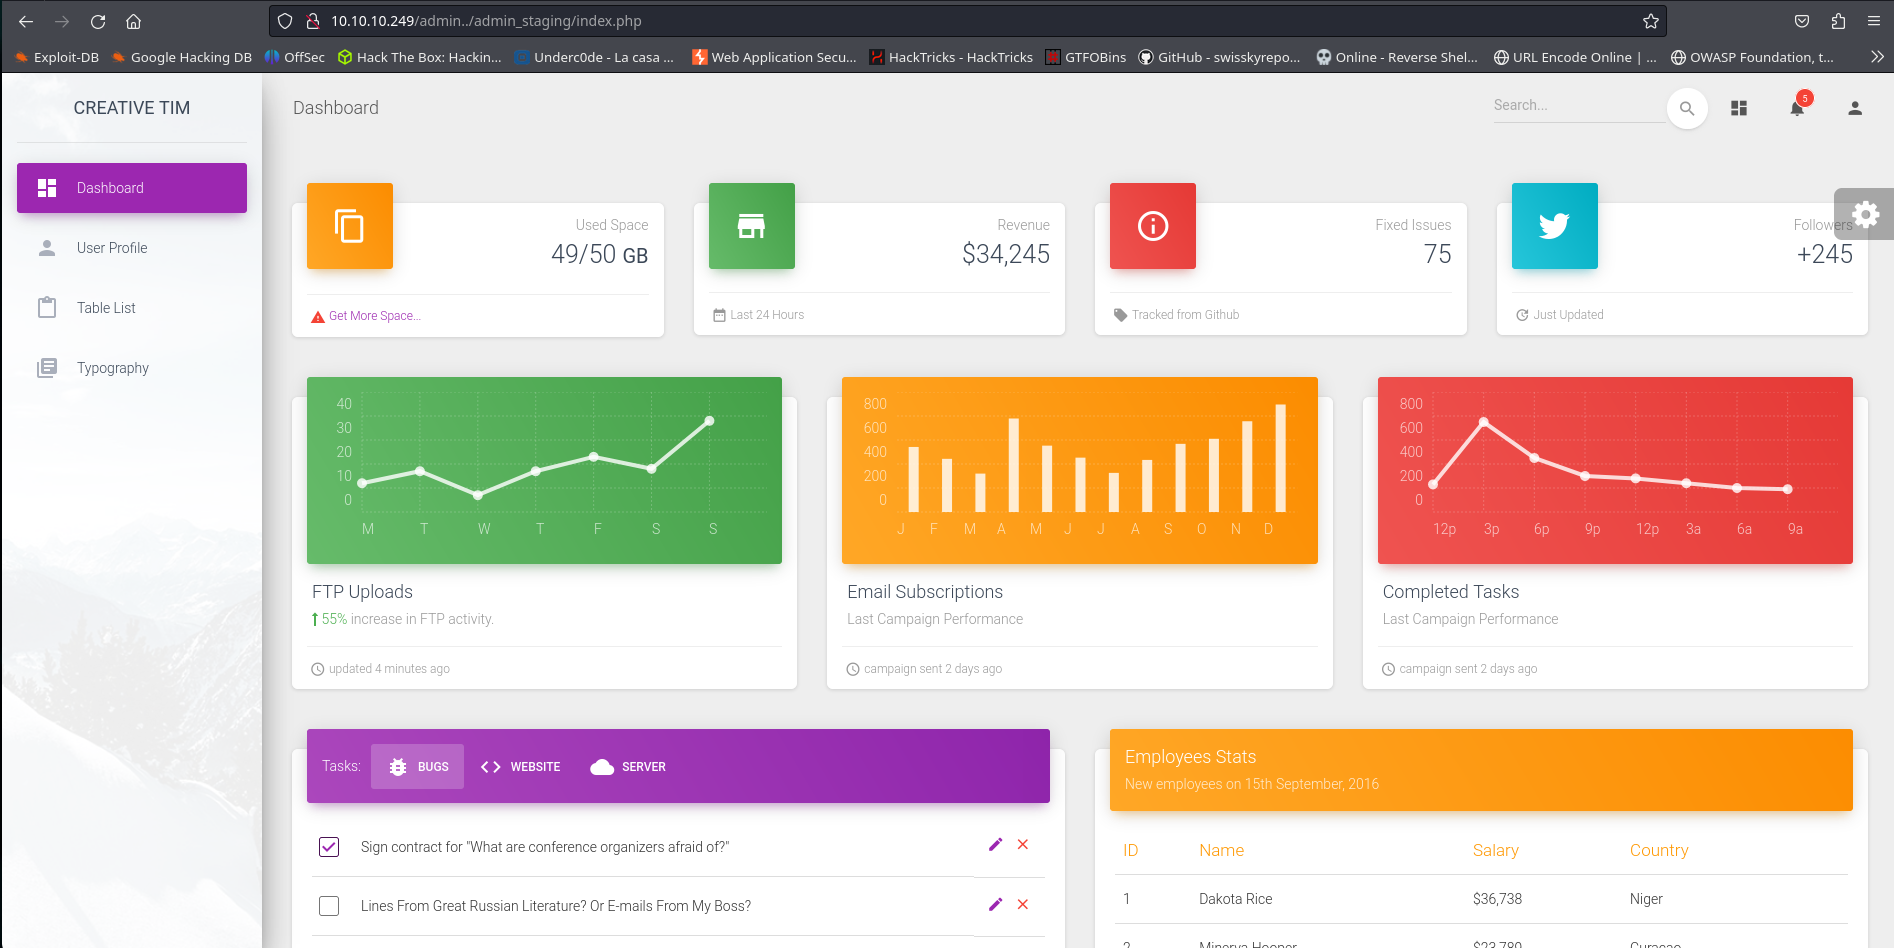 10.10.10.249/admin../admin_staging/index.php
Exploit-DB Google Hacking DB OffSec Hack The Box: Hackin... Underc0de - La casa ... Web Application Secu... HackTricks - HackTricks GTFOBins GitHub - swisskyrepo... Online - Reverse Shel... URL Encode Online | ... OWASP Foundation, t...
CREATIVE TIM
Dashboard
User Profile
Table List
Typography
Dashboard
Search...
5
Used Space
49/50 GB
Get More Space...
Revenue
$34,245
Last 24 Hours
Fixed Issues
75
Tracked from Github
Followers
+245
Just Updated
40
30
20
10
0
M T W T F S S
FTP Uploads
55% increase in FTP activity.
updated 4 minutes ago
800
600
400
200
0
J F M A M J J A S O N D
Email Subscriptions
Last Campaign Performance
campaign sent 2 days ago
800
600
400
200
0
12p 3p 6p 9p 12p 3a 6a 9a
Completed Tasks
Last Campaign Performance
campaign sent 2 days ago
Tasks: BUGS WEBSITE SERVER
Sign contract for "What are conference organizers afraid of?"
Lines From Great Russian Literature? Or E-mails From My Boss?
Employees Stats
New employees on 15th September, 2016
ID Name Salary Country
1 Dakota Rice $36,738 Niger
2 Minerva Hooper $23,789 Curaçao